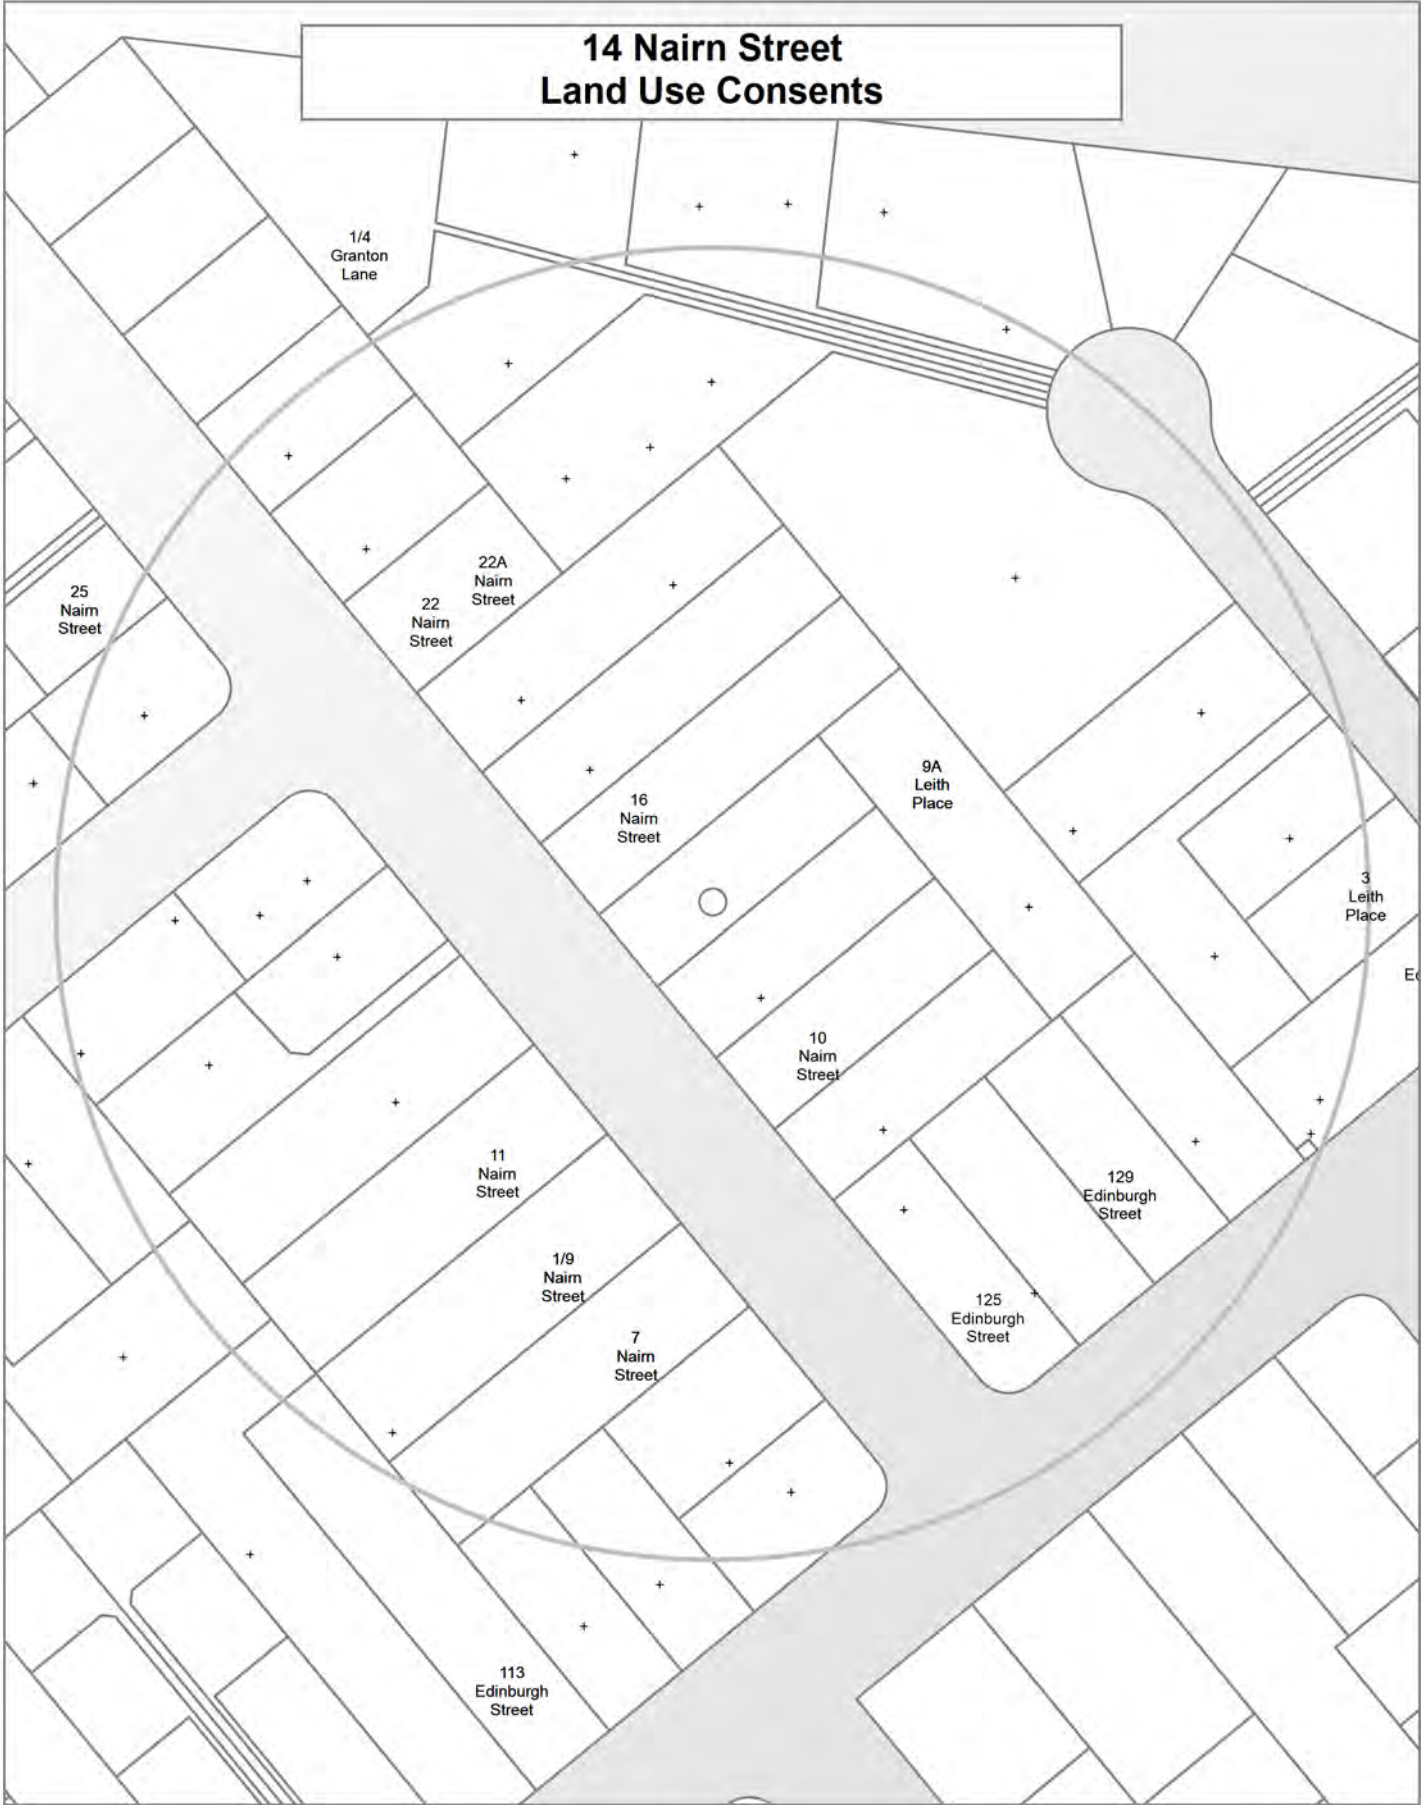 14 Nairn Street
Land Use Consents
1/4
Granton
Lane
22A
Nairn
Street
22
Nairn
Street
25
Nairn
Street
9A
Leith
Place
16
Nairn
Street
3
Leith
Place
10
Nairn
Street
11
Nairn
Street
129
Edinburgh
Street
1/9
Nairn
Street
125
Edinburgh
Street
7
Nairn
Street
113
Edinburgh
Street